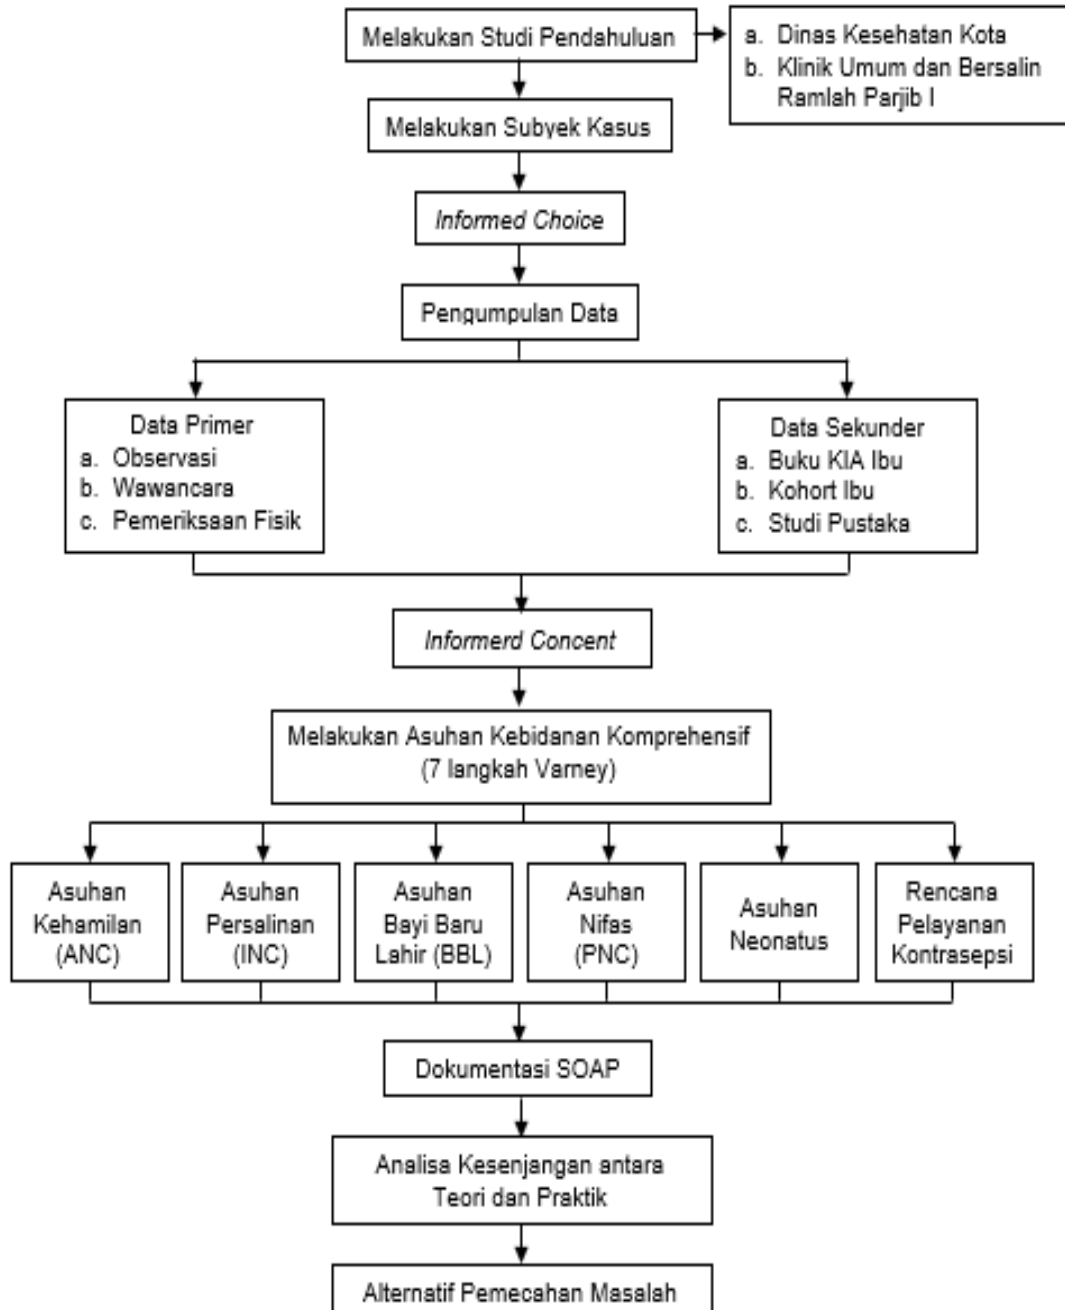 Melakukan Studi Pendahuluan
a. Dinas Kesehatan Kota
b. Klinik Umum dan Bersalin
Ramlah Parjib I
Melakukan Subyek Kasus
Informed Choice
Pengumpulan Data
Data Primer
a. Observasi
b. Wawancara
c. Pemeriksaan Fisik
Data Sekunder
a. Buku KIA Ibu
b. Kohort Ibu
c. Studi Pustaka
Informerd Concent
Melakukan Asuhan Kebidanan Komprehensif
(7 langkah Varney)
Asuhan
Kehamilan
(ANC)
Asuhan
Persalinan
(INC)
Asuhan
Bayi Baru
Lahir (BBL)
Asuhan
Nifas
(PNC)
Asuhan
Neonatus
Rencana
Pelayanan
Kontrasepsi
Dokumentasi SOAP
Analisa Kesenjangan antara
Teori dan Praktik
Alternatif Pemecahan Masalah